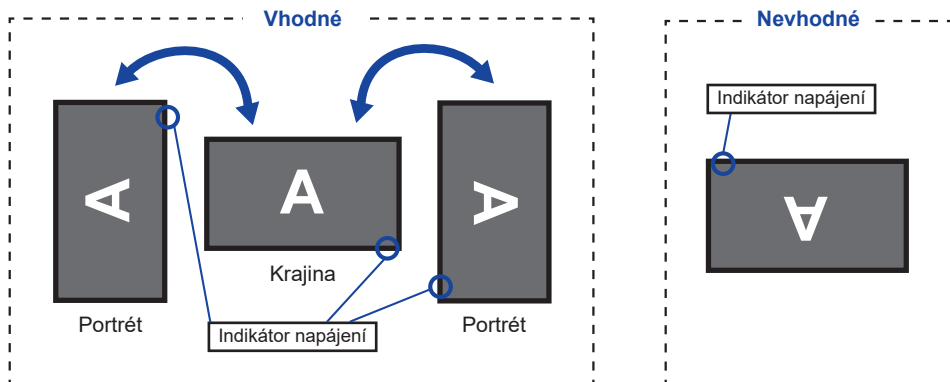 Vhodné
Nevhodné
Indikátor napájení
A
A
A
A
Krajina
Portrét
Indikátor napájení
Portrét